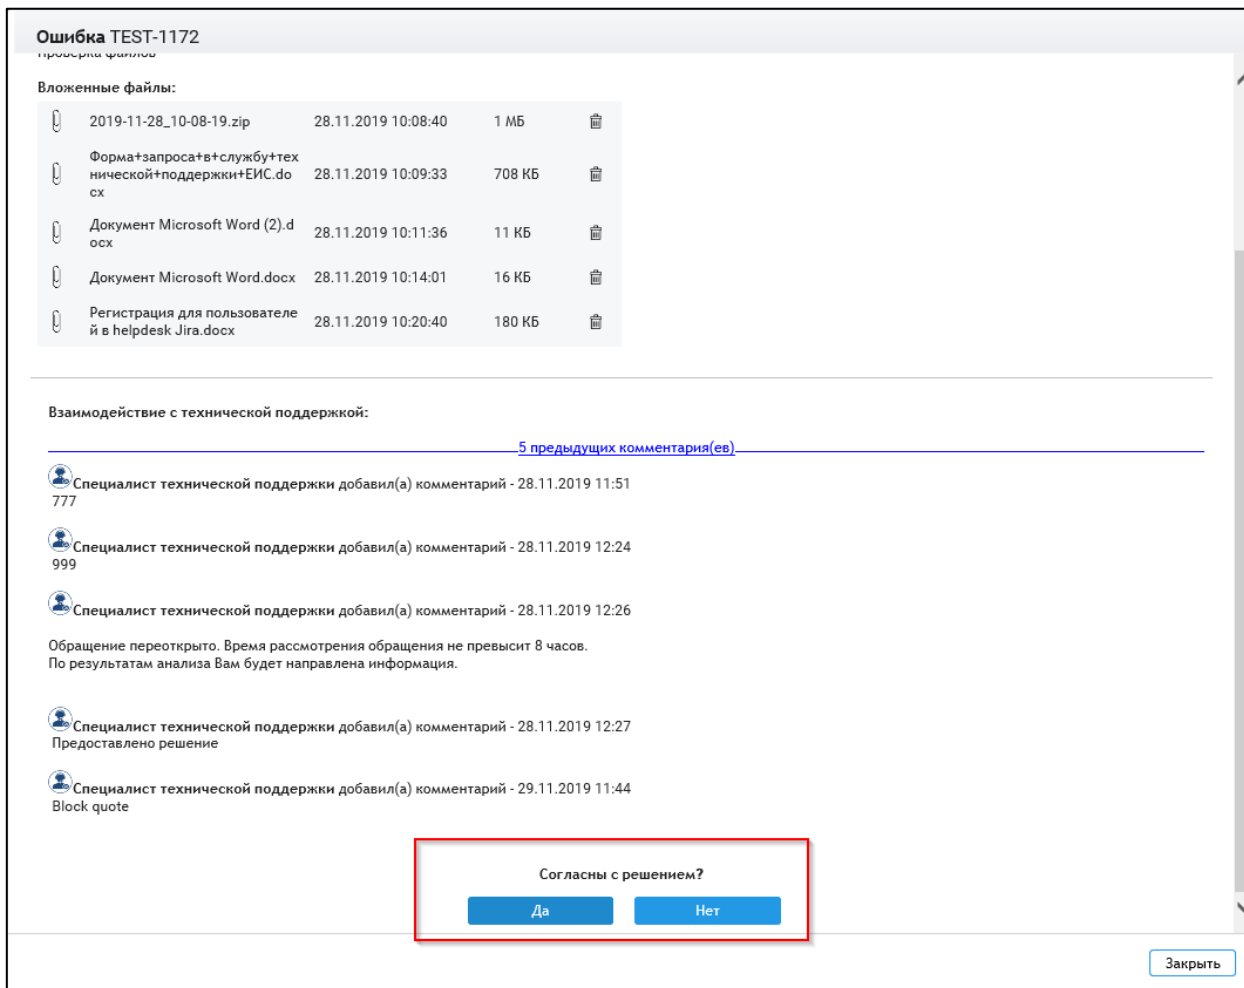 Ошибка TEST-1172
Проверка файлов
Вложенные файлы:
2019-11-28_10-08-19.zip 28.11.2019 10:08:40 1 МБ
Форма+запроса+в+службу+тех
нической+поддержки+ЕИС.do 28.11.2019 10:09:33 708 КБ
cx
Документ Microsoft Word (2).d
ocx 28.11.2019 10:11:36 11 КБ
Документ Microsoft Word.docx 28.11.2019 10:14:01 16 КБ
Регистрация для пользователе
й в helpdesk Jira.docx 28.11.2019 10:20:40 180 КБ
Взаимодействие с технической поддержкой:
5 предыдущих комментария(ев)
Специалист технической поддержки добавил(а) комментарий - 28.11.2019 11:51
777
Специалист технической поддержки добавил(а) комментарий - 28.11.2019 12:24
999
Специалист технической поддержки добавил(а) комментарий - 28.11.2019 12:26
Обращение переоткрыто. Время рассмотрения обращения не превысит 8 часов.
По результатам анализа Вам будет направлена информация.
Специалист технической поддержки добавил(а) комментарий - 28.11.2019 12:27
Предоставлено решение
Специалист технической поддержки добавил(а) комментарий - 29.11.2019 11:44
Block quote
Согласны с решением?
Да Нет
Закрыть